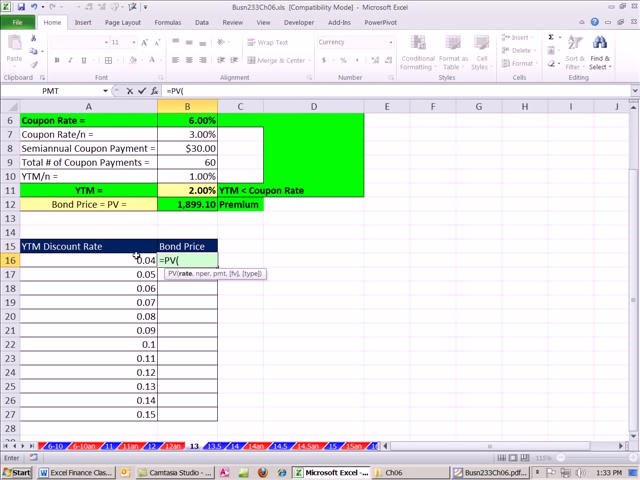 Busn233Ch06.xls [Compatibility Mode] - Microsoft Excel
File Home Insert Page Layout Formulas Data Review View Developer Add-Ins PowerPivot
Paste 11 Wrap Text Currency Conditional Formatting Format as Table Cell Styles Insert Delete Format Sort & Filter Find & Select
Merge & Center
Clipboard Font Alignment Number Styles Cells Editing
PMT =PV(
A B C D E F G H I J
6 Coupon Rate = 6.00%
7 Coupon Rate/n = 3.00%
8 Semiannual Coupon Payment = $30.00
9 Total # of Coupon Payments = 60
10 YTM/n = 1.00%
11 YTM = 2.00% YTM < Coupon Rate
12 Bond Price = PV = 1,899.10 Premium
13
14
15 YTM Discount Rate Bond Price
16 0.04 =PV(
PV(rate, nper, pmt, [fv], [type])
17 0.05
18 0.06
19 0.07
20 0.08
21 0.09
22 0.1
23 0.11
24 0.12
25 0.13
26 0.14
27 0.15
28
6-10 6-10an 11 11an 12 12an 13 13.5 14 14an 14.5 14.5an 15 15an
Enter 115%
Start Excel Finance Clas... Camtasia Studio - ... Microsoft Excel -... Ch06 Busn233Ch06.pdf... 1:33 PM